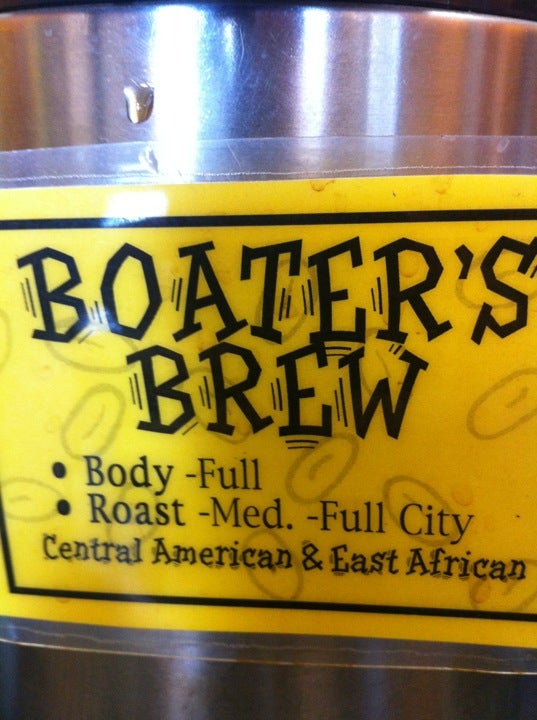 BOATER'S
BREW
• Body -Full
• Roast -Med. -Full City
Central American & East African